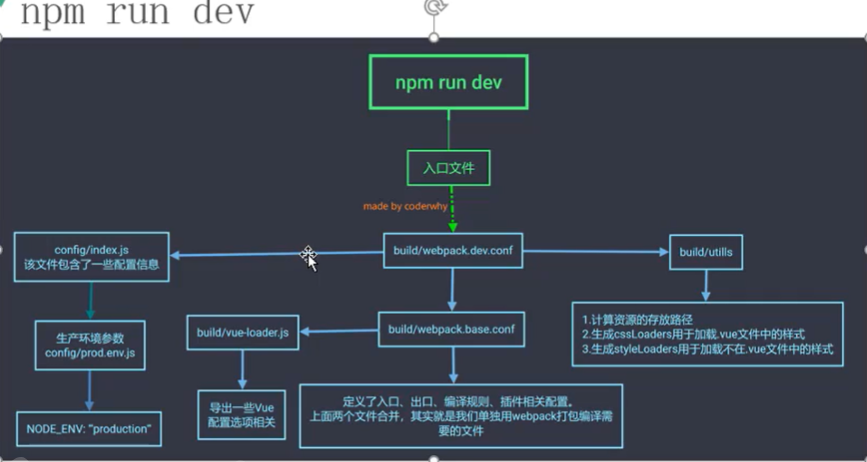 npm run dev
npm run dev
入口文件
made by coderwhy
config/index.js
该文件包含了一些配置信息
build/webpack.dev.conf
build/utills
生产环境参数
config/prod.env.js
build/vue-loader.js
build/webpack.base.conf
1.计算资源的存放路径
2.生成cssLoaders用于加载.vue文件中的样式
3.生成styleLoaders用于加载不在.vue文件中的样式
NODE_ENV: "production"
导出一些Vue
配置选项相关
定义了入口、出口、编译规则、插件相关配置。
上面两个文件合并，其实就是我们单独用webpack打包编译需
要的文件